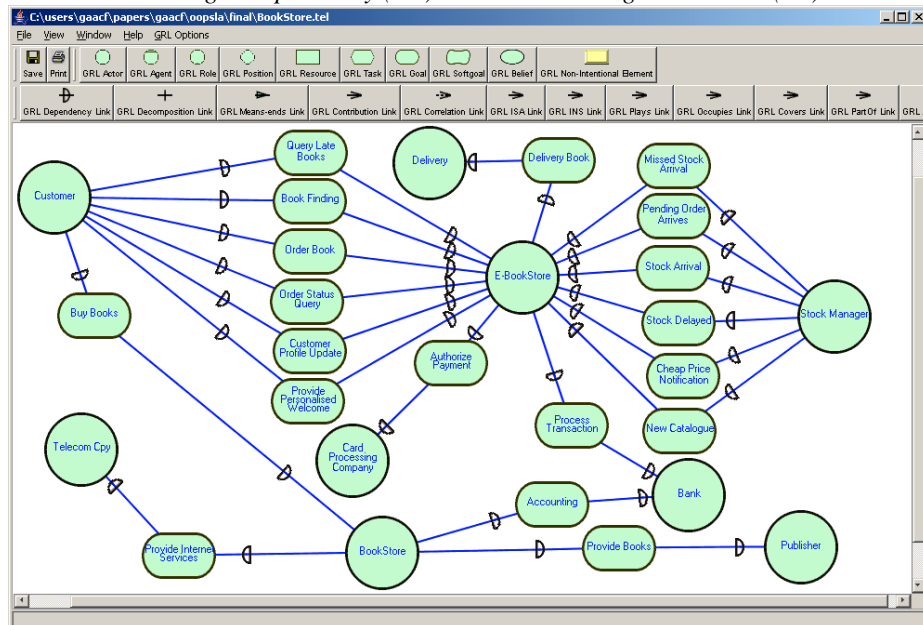 C:\users\gaacf\papers\gaacf\oopsla\final\BookStore.tel
File View Window Help GRL Options
Save Print GRL Actor GRL Agent GRL Role GRL Position GRL Resource GRL Task GRL Goal GRL Softgoal GRL Belief GRL Non-Intentional Element
GRL Dependency Link GRL Decomposition Link GRL Means-ends Link GRL Contribution Link GRL Correlation Link GRL ISA Link GRL INS Link GRL Plays Link GRL Occupies Link GRL Covers Link GRL PartOf Link GRL
Query Late
Books
Delivery
Delivery Book
Missed Stock
Arrival
Customer
Book Finding
Pending Order
Arrives
Order Book
E-BookStore
Stock Arrival
Order Status
Query
Buy Books
Stock Delayed
Stock Manager
Customer
Profile Update
Authorize
Payment
Cheap Price
Notification
Provide
Personalised
Welcome
Process
Transaction
New Catalogue
Telecom Cpy
Card
Processing
Company
Bank
Accounting
Provide Internet
Services
BookStore
Provide Books
Publisher